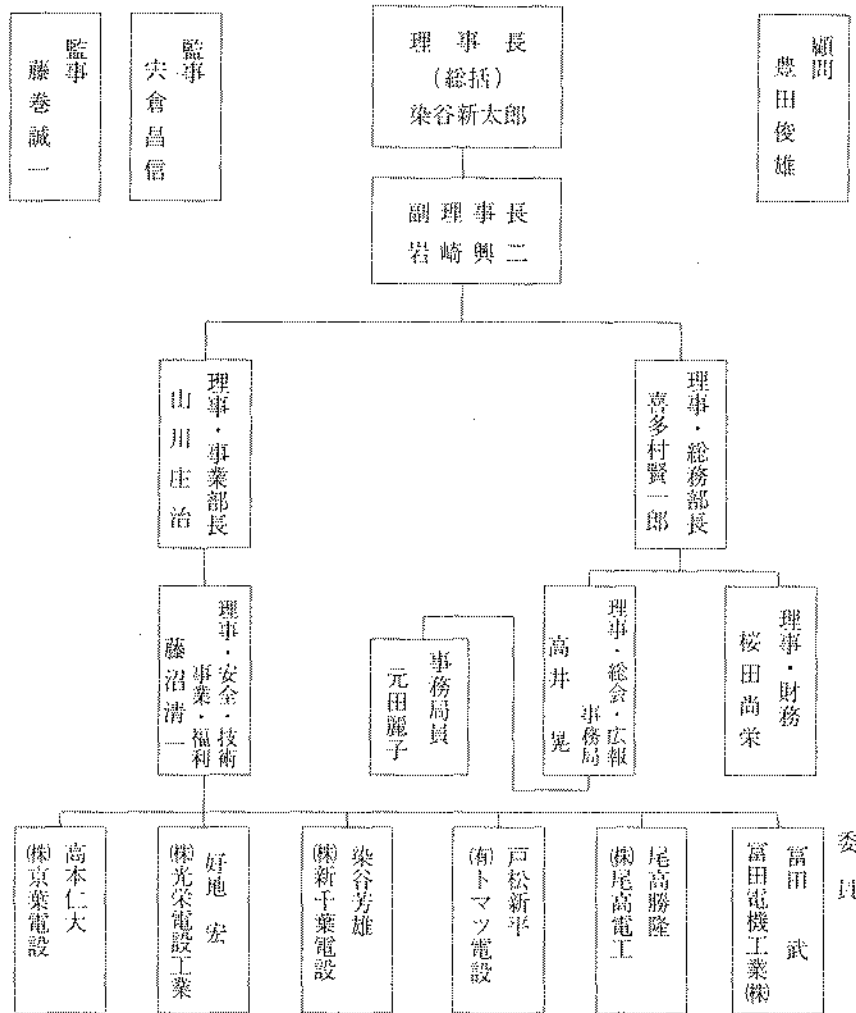 顧問
豊田俊雄
理事長
(総括)
染谷新太郎
監事
宍倉昌信
監事
藤巻誠一
副理事長
岩崎興二
理事・総務部長
喜多村賢一郎
理事・事業部長
山川庄治
理事・財務
桜田尚栄
理事・総会・広報
事務局
高井晃
事務局員
元田麗子
理事・安全・技術
事業・福利
藤沼清一
委員
富田武
富田電機工業㈱
尾高勝隆
㈱尾高電工
戸松新平
㈲トマツ電設
染谷芳雄
㈱新千葉電設
好地宏
㈱光栄電設工業
高本仁大
㈱京葉電設